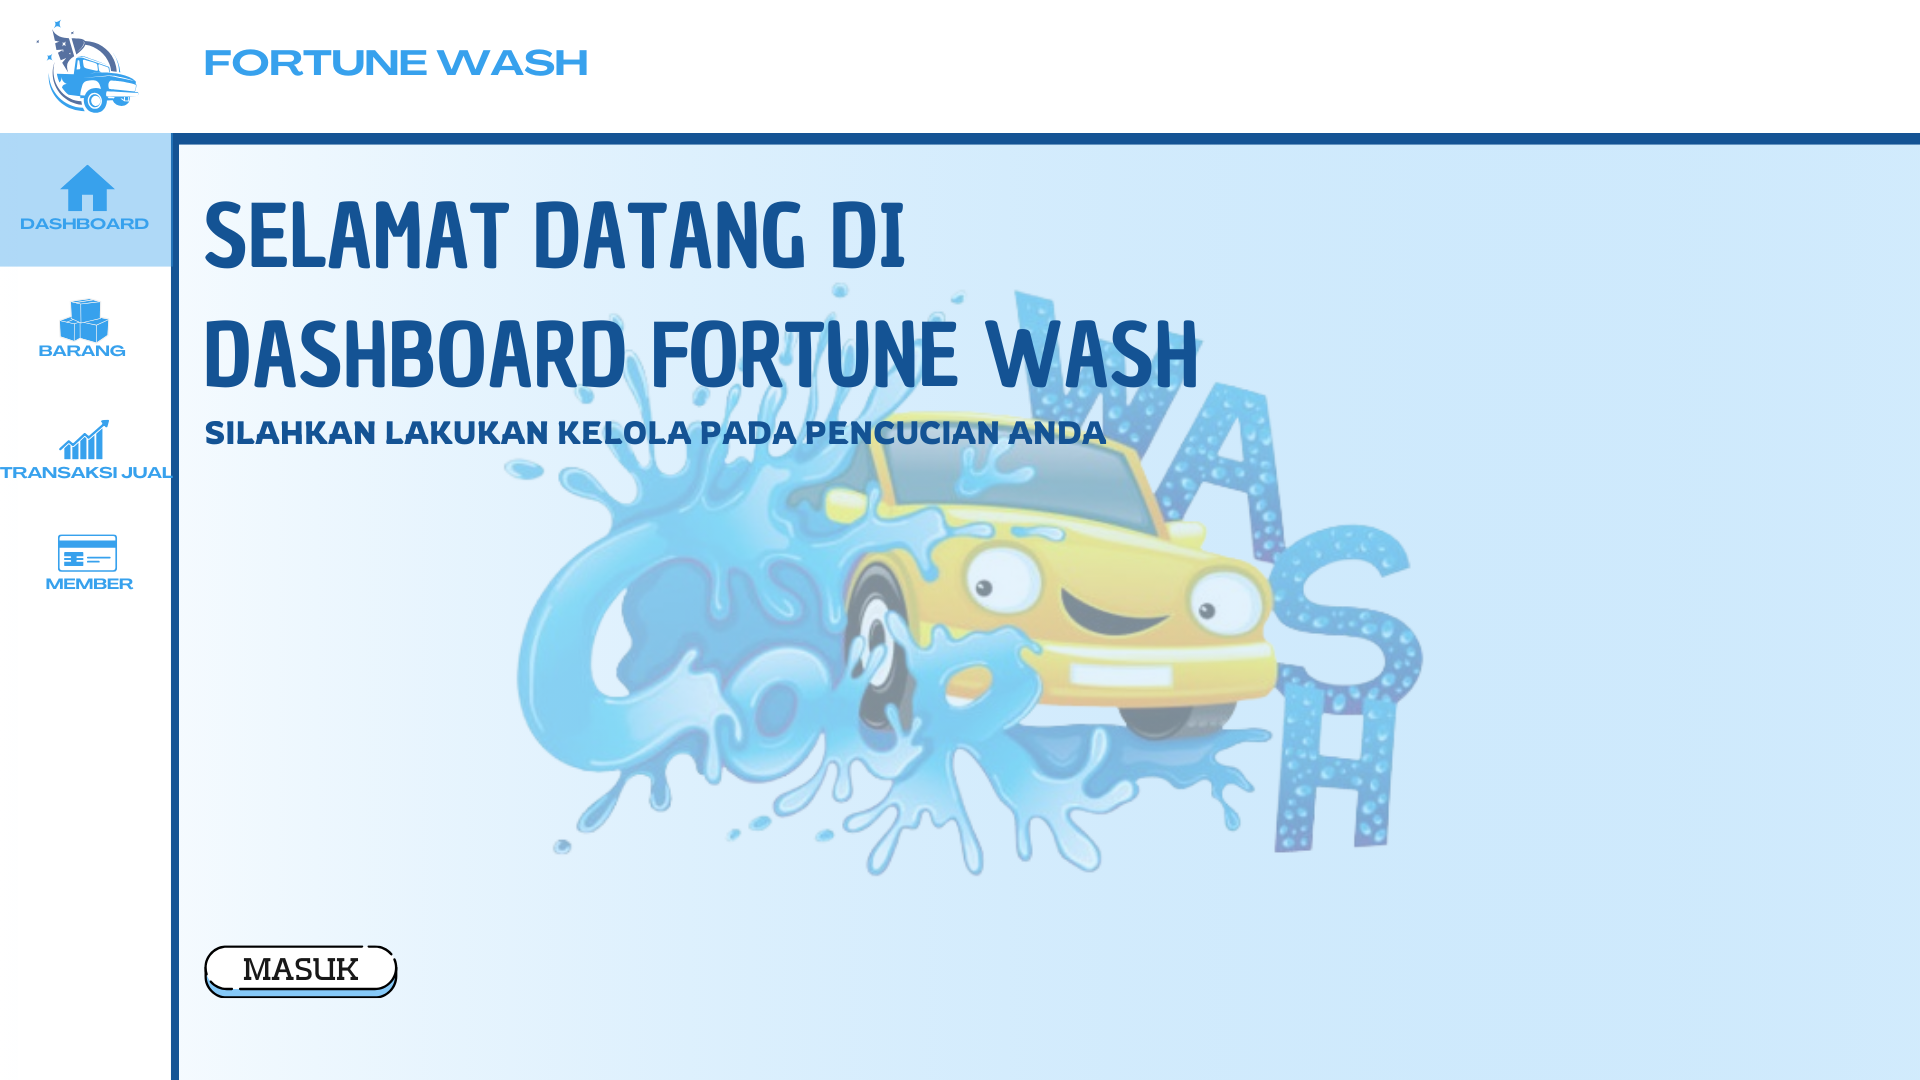 FORTUNE WASH
DASHBOARD
BARANG
TRANSAKSI JUAL
MEMBER
SELAMAT DATANG DI
DASHBOARD FORTUNE WASH
SILAHKAN LAKUKAN KELOLA PADA PENCUCIAN ANDA
Car
WASH
MASUK